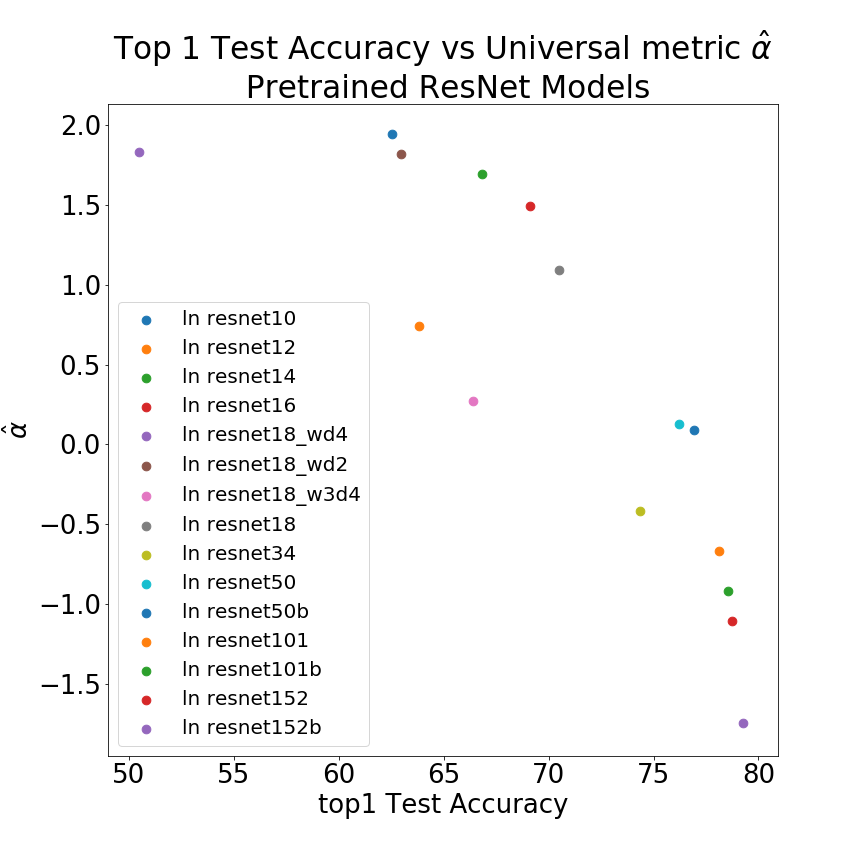 Top 1 Test Accuracy vs Universal metric α̂
Pretrained ResNet Models
2.0
1.5
1.0
0.5
0.0
−0.5
−1.0
−1.5
α̂
ln resnet10
ln resnet12
ln resnet14
ln resnet16
ln resnet18_wd4
ln resnet18_wd2
ln resnet18_w3d4
ln resnet18
ln resnet34
ln resnet50
ln resnet50b
ln resnet101
ln resnet101b
ln resnet152
ln resnet152b
50 55 60 65 70 75 80
top1 Test Accuracy